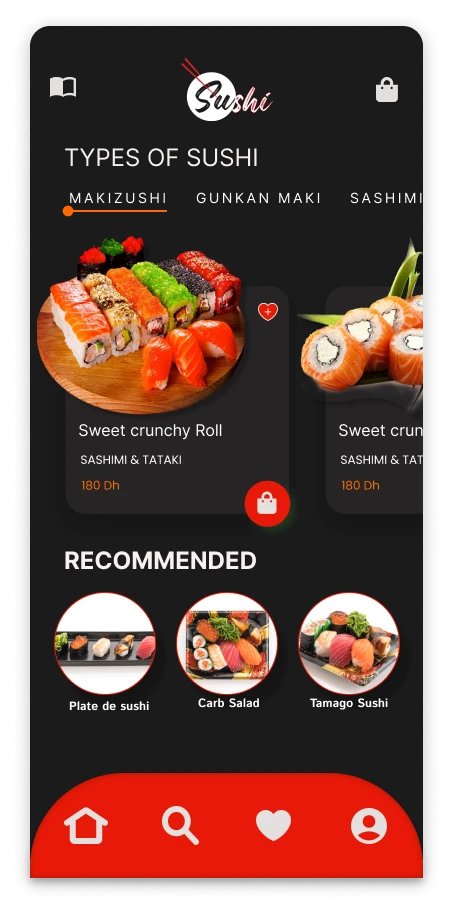 Sushi
TYPES OF SUSHI
MAKIZUSHI GUNKAN MAKI SASHIMI
Sweet crunchy Roll Sweet crun
SASHIMI & TATAKI SASHIMI & TAT
180 Dh 180 Dh
RECOMMENDED
Plate de sushi Carb Salad Tamago Sushi